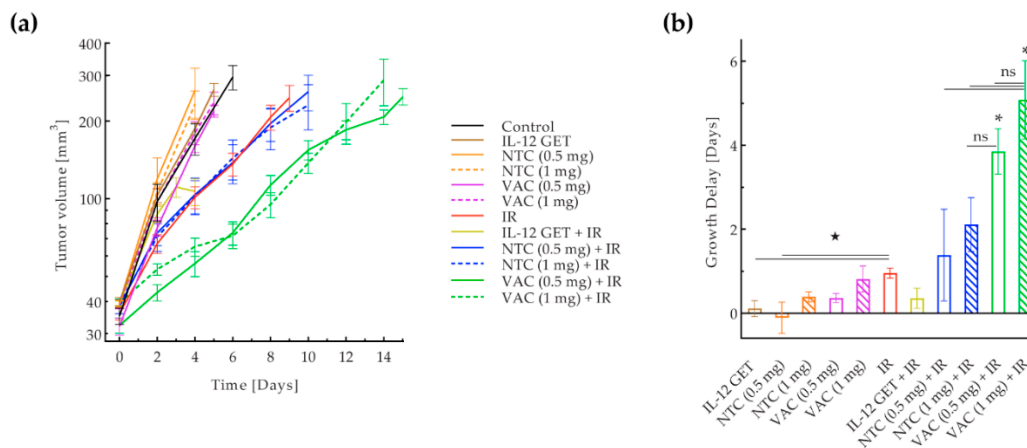 (a)
400
300
200
100
40
30
Tumor volume [mm³]
0 2 4 6 8 10 12 14
Time [Days]
Control
IL-12 GET
NTC (0.5 mg)
NTC (1 mg)
VAC (0.5 mg)
VAC (1 mg)
IR
IL-12 GET + IR
NTC (0.5 mg) + IR
NTC (1 mg) + IR
VAC (0.5 mg) + IR
VAC (1 mg) + IR
(b)
6
4
2
0
Growth Delay [Days]
★
ns
*
ns
*
IL-12 GET
NTC (0.5 mg)
NTC (1 mg)
VAC (0.5 mg)
VAC (1 mg)
IR
IL-12 GET + IR
NTC (0.5 mg) + IR
NTC (1 mg) + IR
VAC (0.5 mg) + IR
VAC (1 mg) + IR